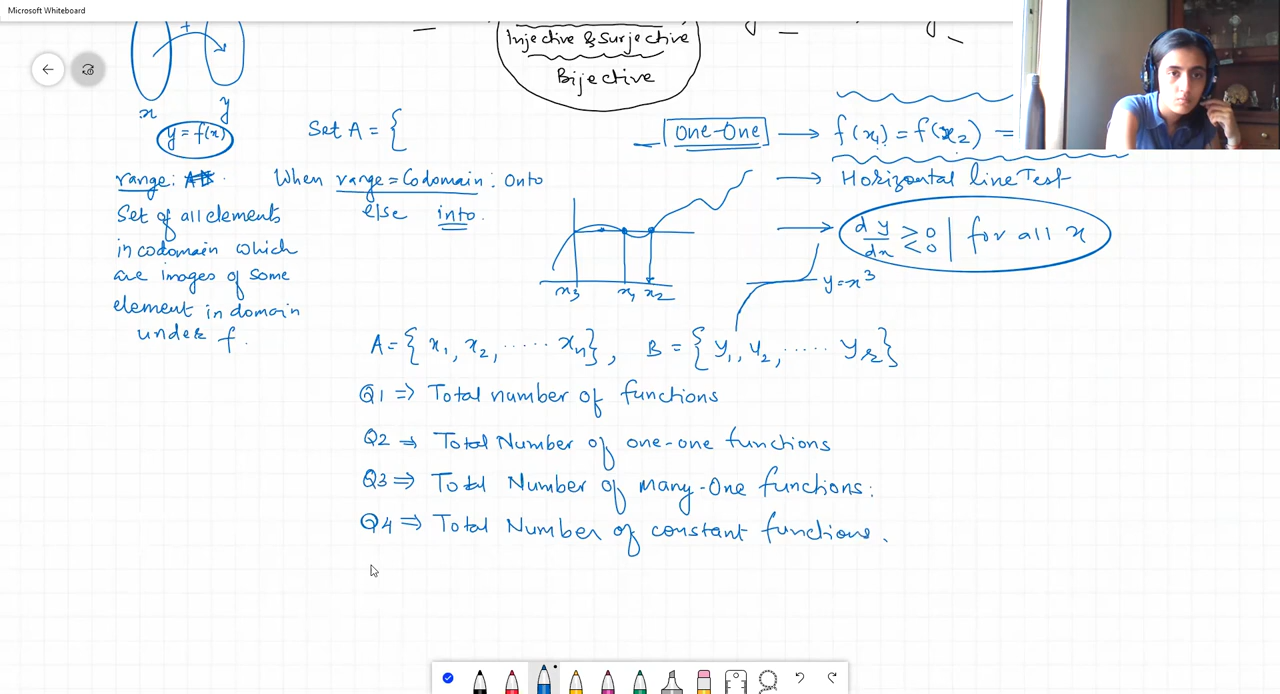 Microsoft Whiteboard
Injective & Surjective
Bijective
x
y
y = f(x)
Set A = {
one-one → f(x₁) = f(x₂) =
range:
When range = Codomain : Onto
else into.
→ Horizontal line Test
Set of all elements
in codomain which
are images of some
element in domain
under f.
dy/dx ≥ 0 < 0 | for all x
x₃ x₁ x₂
y = x³
A = { x₁, x₂, ...... xₙ}, B = { y₁, y₂, ...... yᵣ}
Q1 ⇒ Total number of functions
Q2 ⇒ Total Number of one-one functions
Q3 ⇒ Total Number of Many-One functions:
Q4 ⇒ Total Number of constant functions.